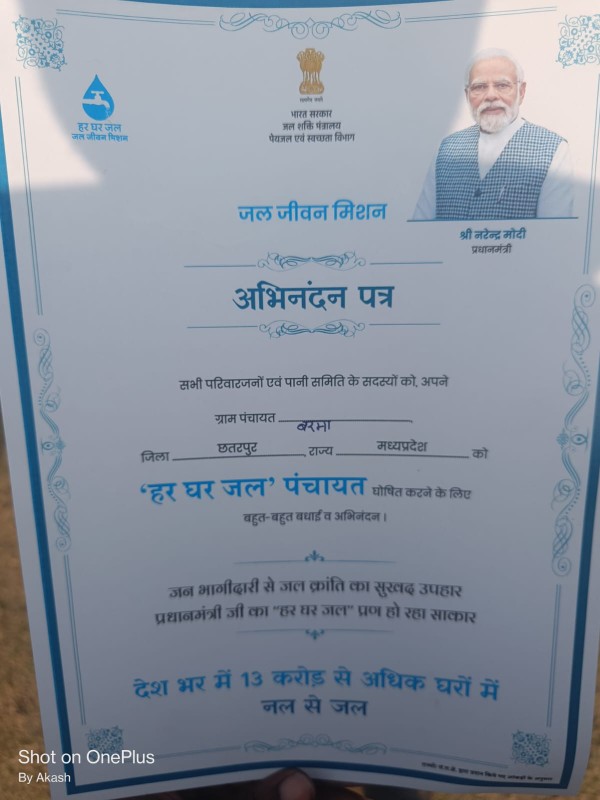 हर घर जल
जल जीवन मिशन
सत्यमेव जयते
भारत सरकार
जल शक्ति मंत्रालय
पेयजल एवं स्वच्छता विभाग
श्री नरेन्द्र मोदी
प्रधानमंत्री
जल जीवन मिशन
अभिनंदन पत्र
सभी परिवारजनों एवं पानी समिति के सदस्यों को, अपने
ग्राम पंचायत बरमा,
जिला छतरपुर, राज्य मध्यप्रदेश को
‘हर घर जल’ पंचायत घोषित करने के लिए
बहुत-बहुत बधाई व अभिनंदन।
जन भागीदारी से जल क्रांति का सुखद उपहार
प्रधानमंत्री जी का “हर घर जल” प्रण हो रहा साकार
देश भर में 13 करोड़ से अधिक घरों में
नल से जल
Shot on OnePlus
By Akash